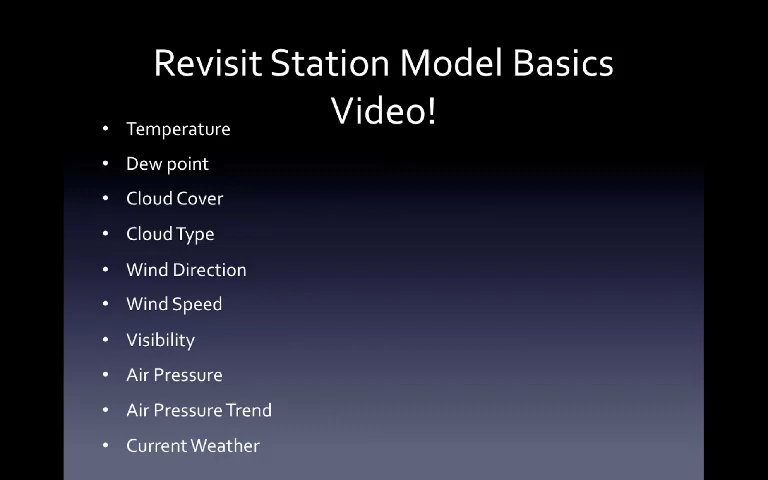 Revisit Station Model Basics
Video!
• Temperature
• Dew point
• Cloud Cover
• Cloud Type
• Wind Direction
• Wind Speed
• Visibility
• Air Pressure
• Air Pressure Trend
• Current Weather